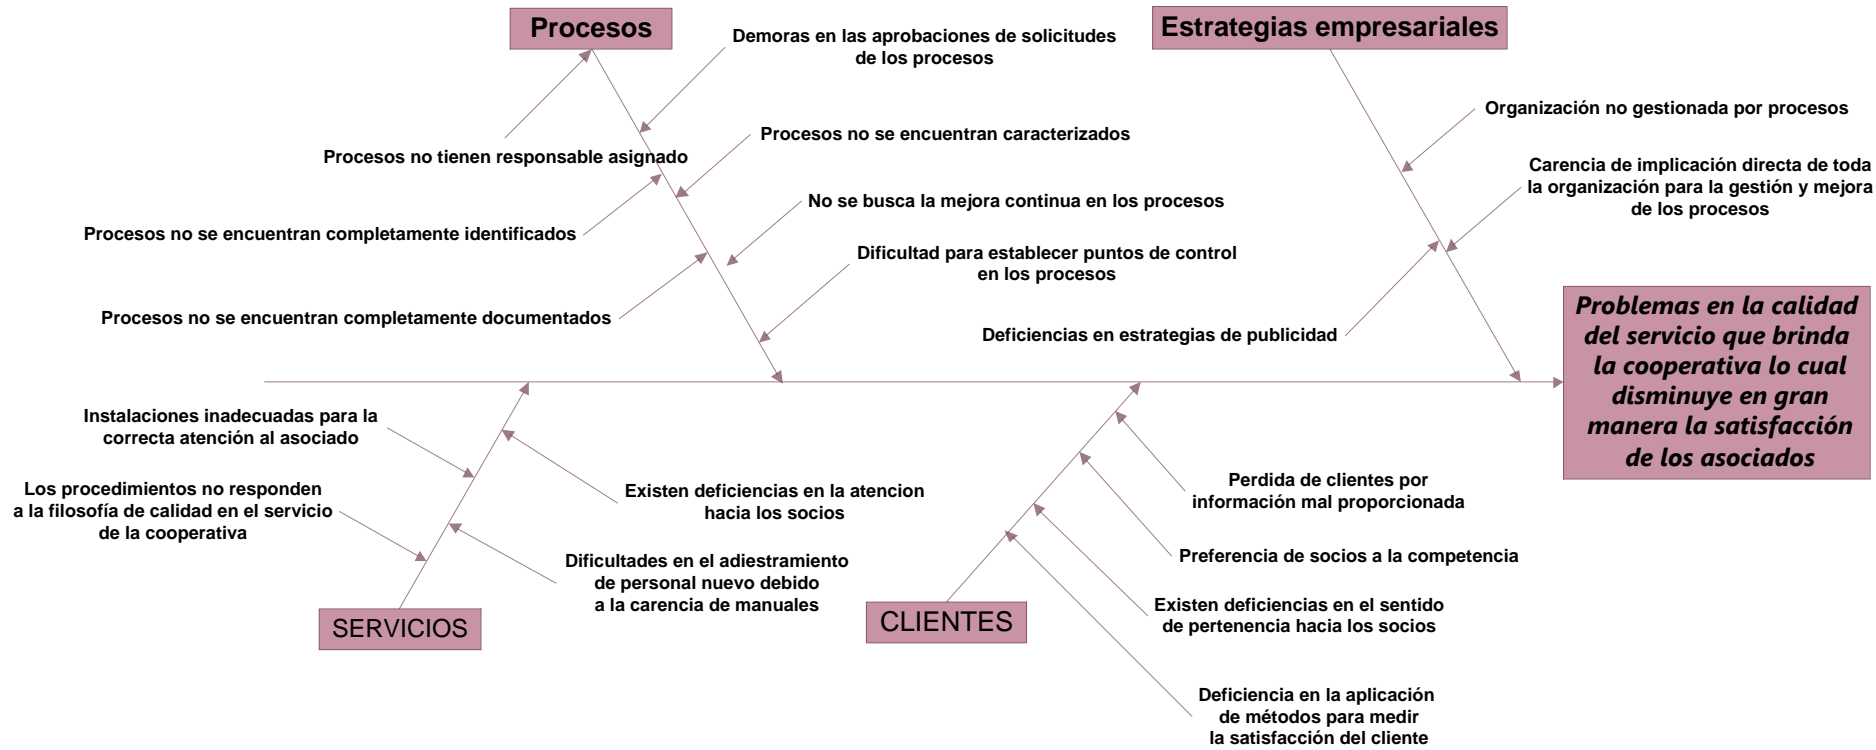 Procesos
Estrategias empresariales
Demoras en las aprobaciones de solicitudes
de los procesos
Procesos no se encuentran caracterizados
Procesos no tienen responsable asignado
No se busca la mejora continua en los procesos
Procesos no se encuentran completamente identificados
Dificultad para establecer puntos de control
en los procesos
Procesos no se encuentran completamente documentados
Organización no gestionada por procesos
Carencia de implicación directa de toda
la organización para la gestión y mejora
de los procesos
Deficiencias en estrategias de publicidad
Problemas en la calidad
del servicio que brinda
la cooperativa lo cual
disminuye en gran
manera la satisfacción
de los asociados
Instalaciones inadecuadas para la
correcta atención al asociado
Los procedimientos no responden
a la filosofía de calidad en el servicio
de la cooperativa
Existen deficiencias en la atencion
hacia los socios
Dificultades en el adiestramiento
de personal nuevo debido
a la carencia de manuales
SERVICIOS
Perdida de clientes por
información mal proporcionada
Preferencia de socios a la competencia
Existen deficiencias en el sentido
de pertenencia hacia los socios
Deficiencia en la aplicación
de métodos para medir
la satisfacción del cliente
CLIENTES